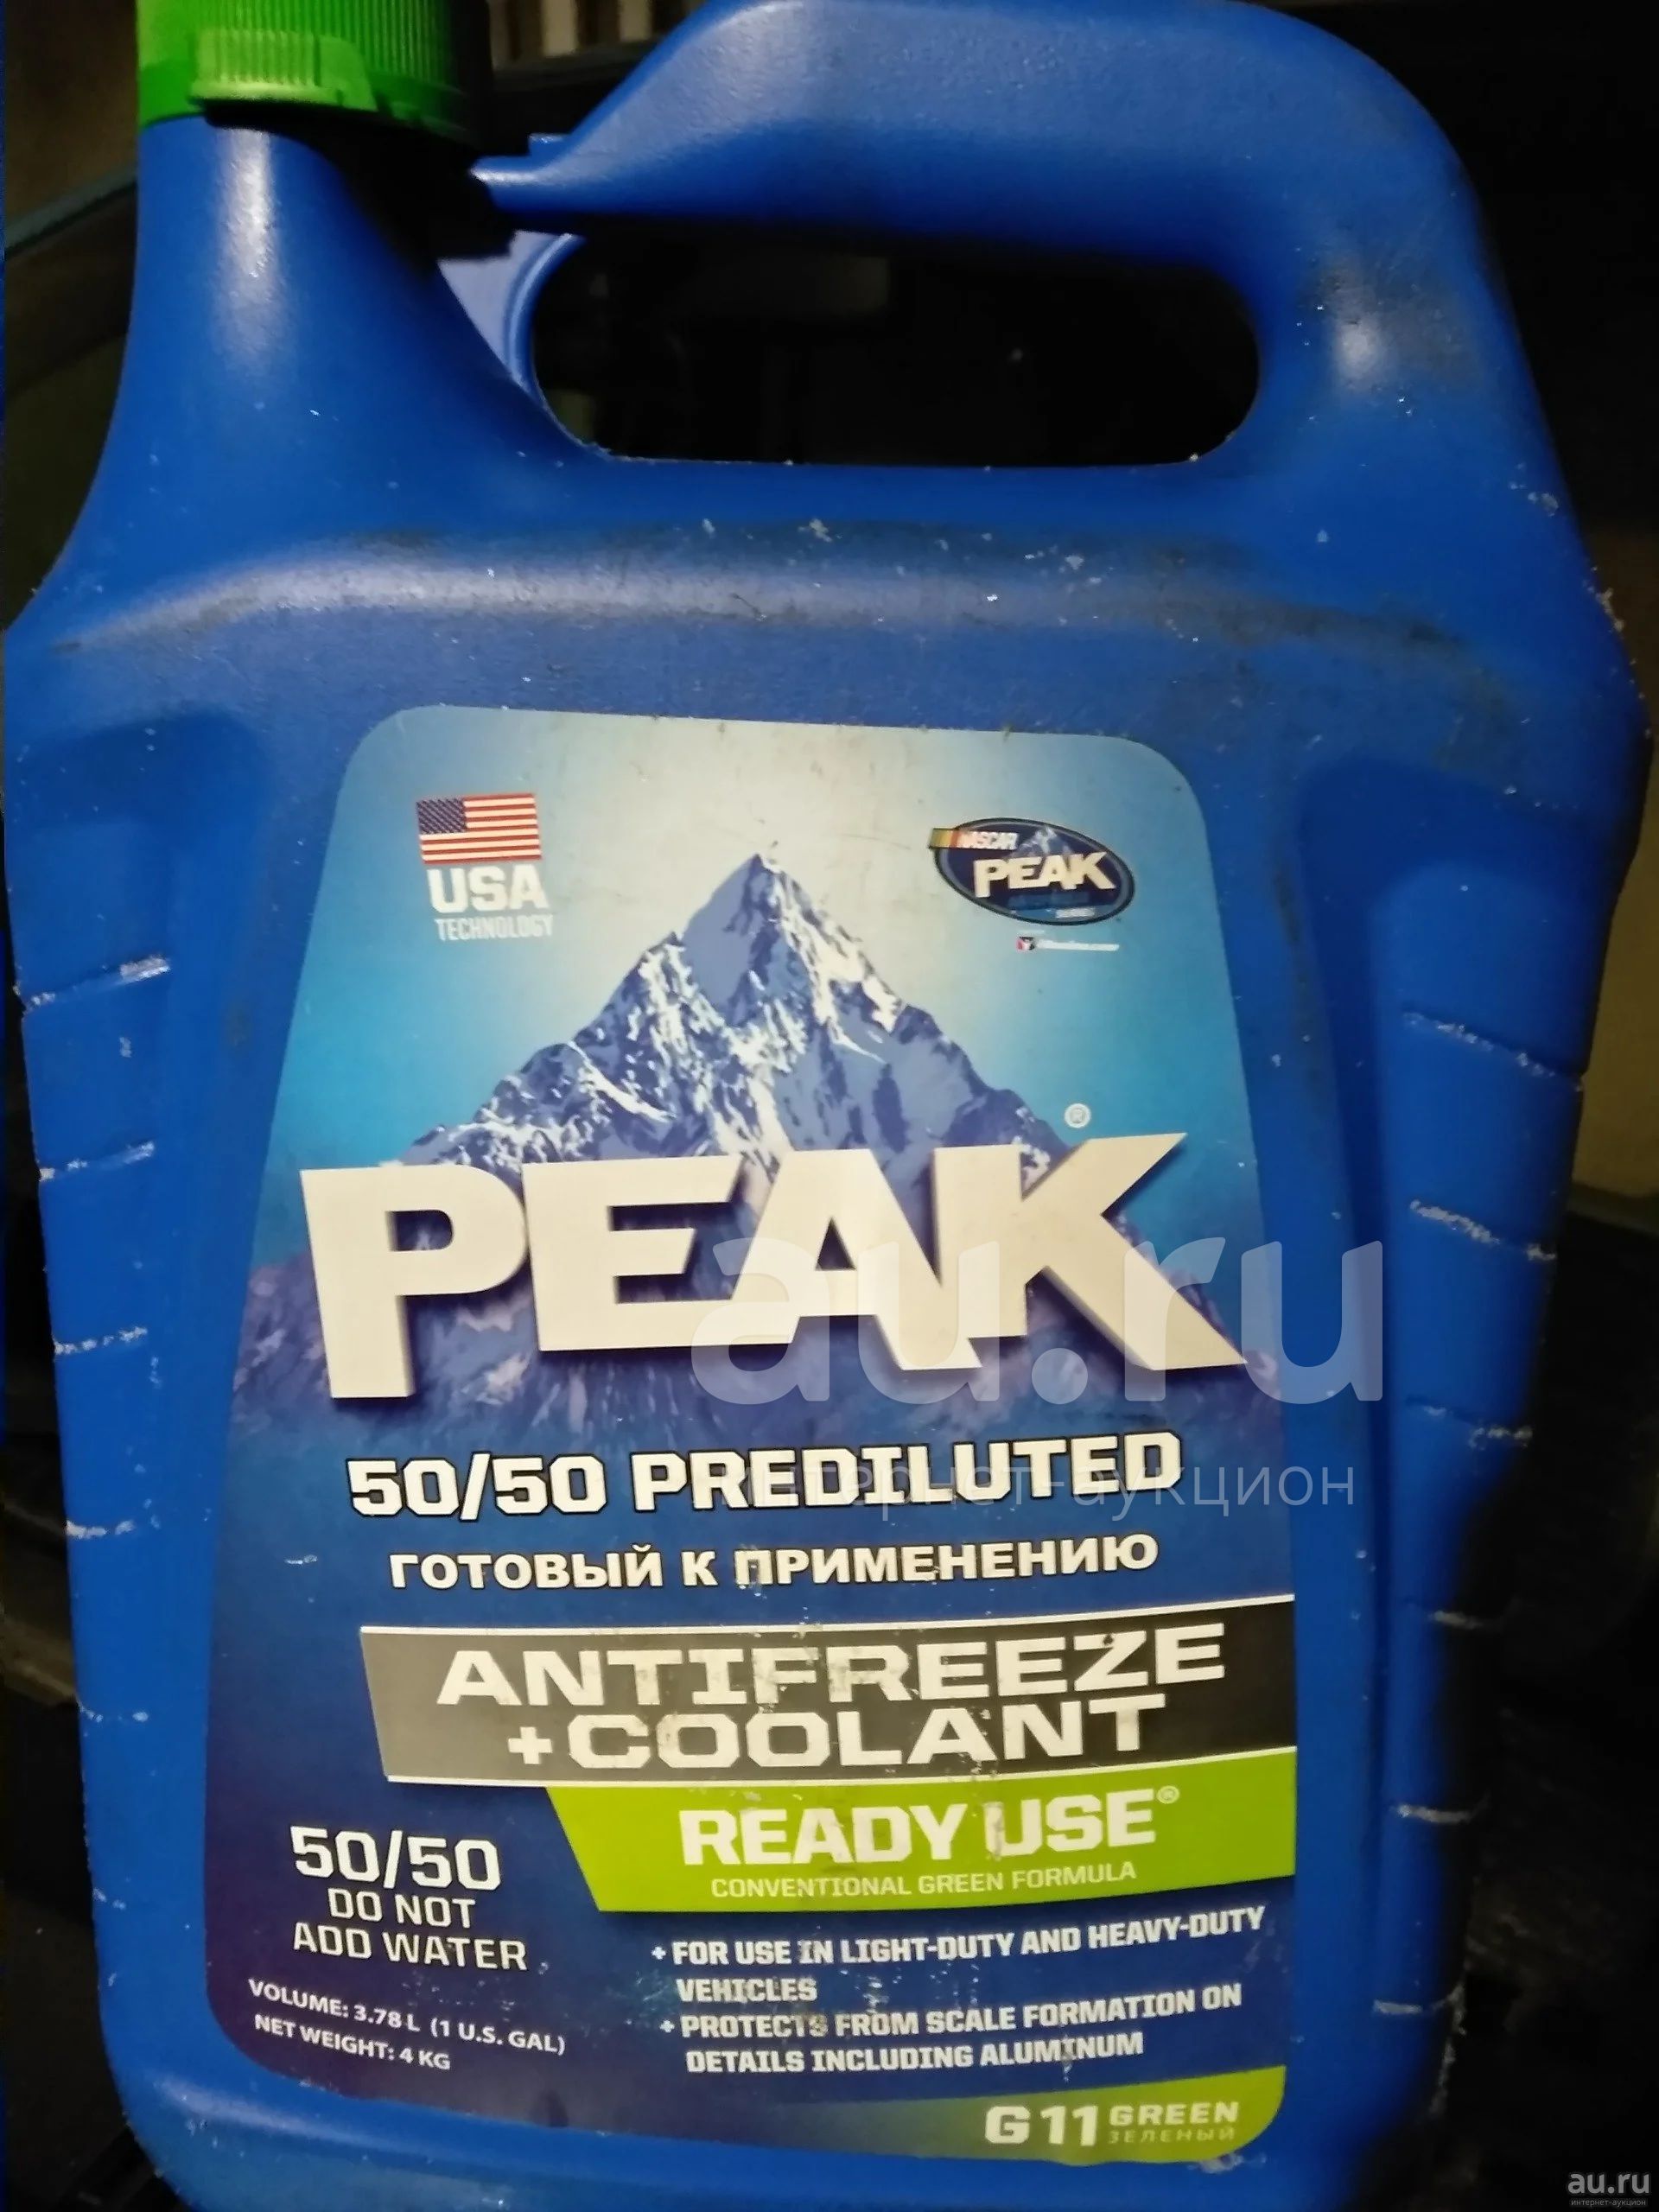 USA
TECHNOLOGY
NASCAR
PEAK
®
PEAK
au.ru
50/50 PREDILUTED
интернет-аукцион
ГОТОВЫЙ К ПРИМЕНЕНИЮ
ANTIFREEZE
+COOLANT
READY USE®
CONVENTIONAL GREEN FORMULA
50/50
DO NOT
ADD WATER
VOLUME: 3.78 L (1 U.S. GAL)
NET WEIGHT: 4 KG
+ FOR USE IN LIGHT-DUTY AND HEAVY-DUTY
VEHICLES
+ PROTECTS FROM SCALE FORMATION ON
DETAILS INCLUDING ALUMINUM
G11 GREEN
ЗЕЛЕНЫЙ
au.ru
интернет-аукцион